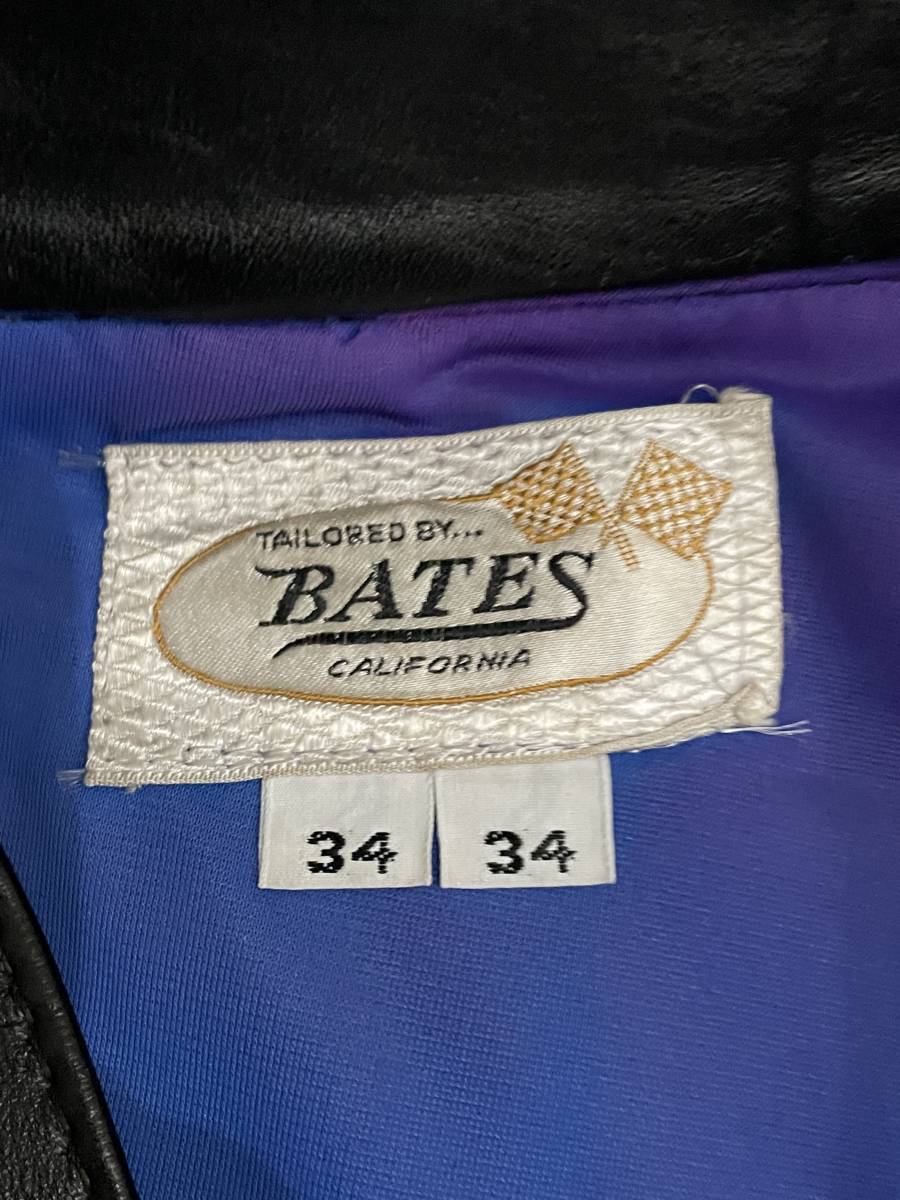 TAILORED BY...
BATES
CALIFORNIA
34 34